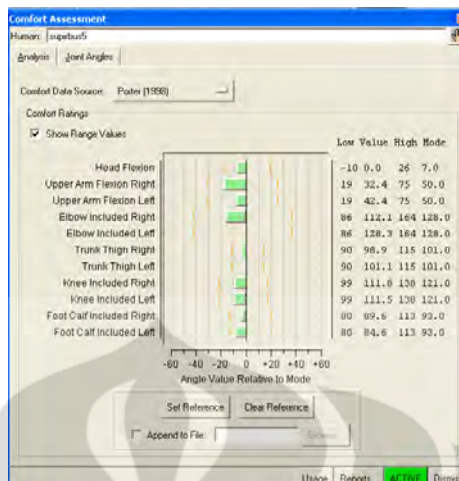 Comfort Assessment
Human: supebus5
Analysis Joint Angles
Comfort Data Source: Porter (1998)
Comfort Ratings
Show Range Values
Low Value High Mode
Head Flexion -10 0.0 26 7.0
Upper Arm Flexion Right 19 32.4 75 50.0
Upper Arm Flexion Left 19 42.4 75 50.0
Elbow Included Right 86 112.1 164 128.0
Elbow Included Left 86 128.3 164 128.0
Trunk Thigh Right 90 98.9 115 101.0
Trunk Thigh Left 90 101.1 115 101.0
Knee Included Right 99 111.8 138 121.0
Knee Included Left 99 111.5 138 121.0
Foot Calf Included Right 80 89.6 113 93.0
Foot Calf Included Left 80 84.6 113 93.0
-60 -40 -20 0 +20 +40 +60
Angle Value Relative to Mode
Set Reference Clear Reference
Append to File: Browse
Usage Reports ACTIVE